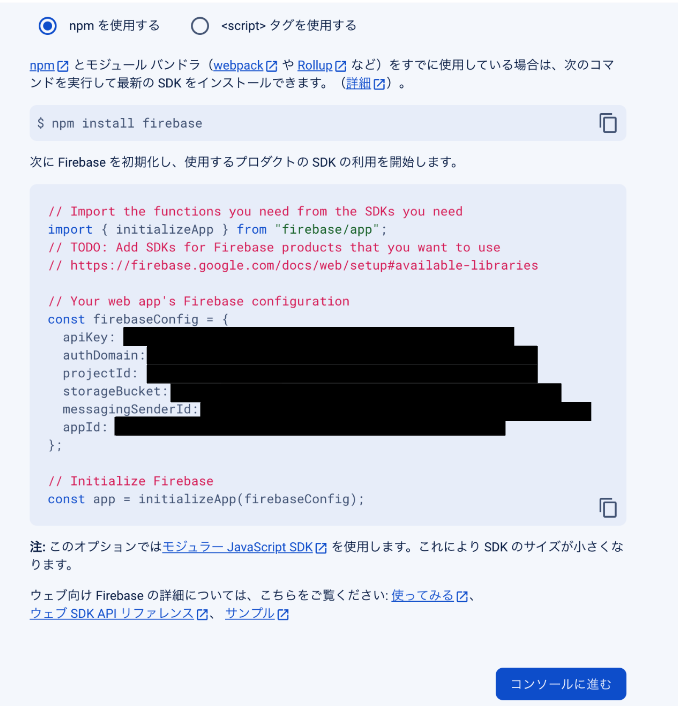 npm を使用する <script> タグを使用する
npm とモジュール バンドラ（webpack や Rollup など）をすでに使用している場合は、次のコマ
ンドを実行して最新の SDK をインストールできます。（詳細）。
$ npm install firebase
次に Firebase を初期化し、使用するプロダクトの SDK の利用を開始します。
// Import the functions you need from the SDKs you need
import { initializeApp } from "firebase/app";
// TODO: Add SDKs for Firebase products that you want to use
// https://firebase.google.com/docs/web/setup#available-libraries
// Your web app's Firebase configuration
const firebaseConfig = {
apiKey:
authDomain:
projectId:
storageBucket:
messagingSenderId:
appId:
};
// Initialize Firebase
const app = initializeApp(firebaseConfig);
注: このオプションではモジュラー JavaScript SDK を使用します。これにより SDK のサイズが小さくな
ります。
ウェブ向け Firebase の詳細については、こちらをご覧ください: 使ってみる、
ウェブ SDK API リファレンス、 サンプル
コンソールに進む